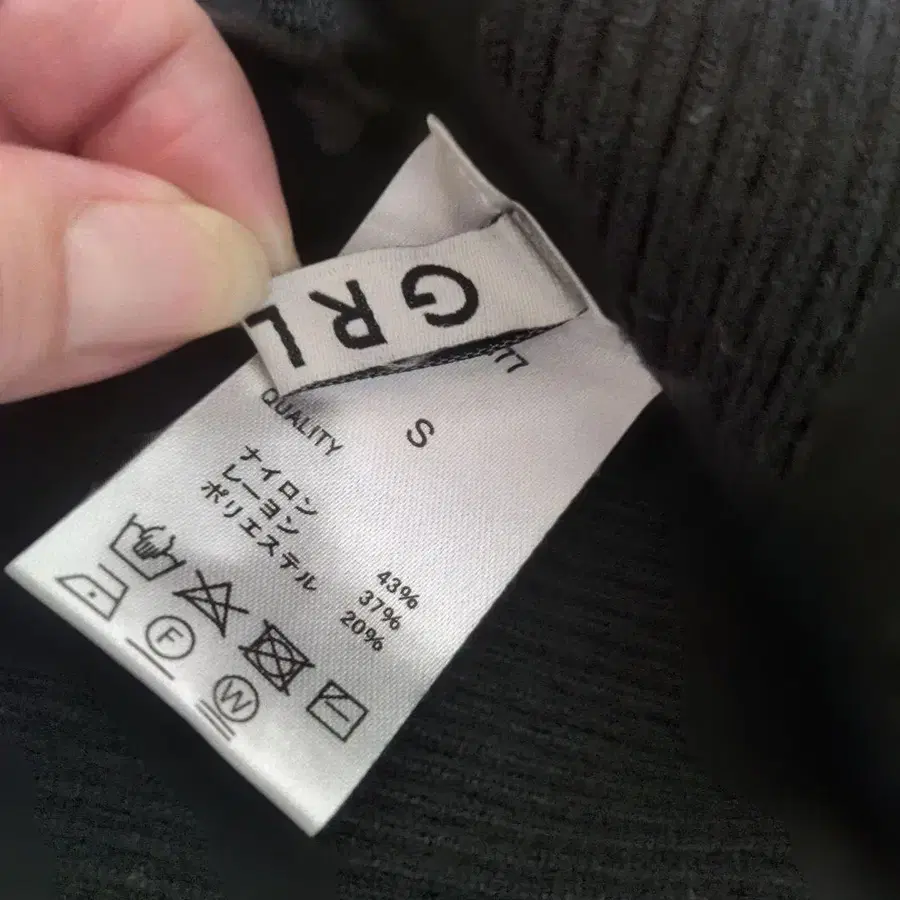 GRL
77
S
QUALITY
ナイロン 43%
レーヨン 37%
ポリエステル 20%
F
W